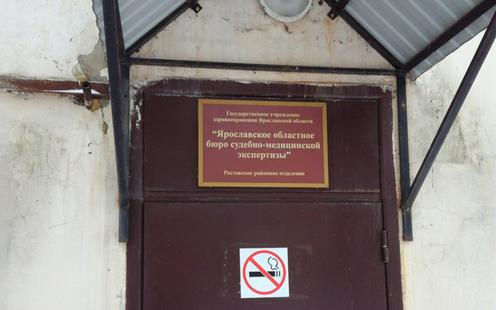 Государственное учреждение
здравоохранения Ярославской области
“Ярославское областное
бюро судебно-медицинской
экспертизы”
Ростовское районное отделение